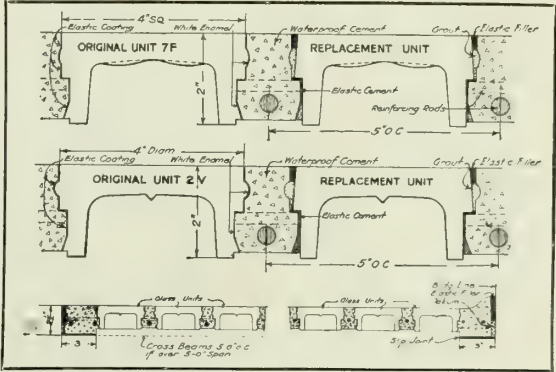 4" SQ
Elastic Coating White Enamel Waterproof Cement Grout Elastic Filler
ORIGINAL UNIT 7F REPLACEMENT UNIT
2"
Elastic Cement
Reinforcing Rods
5" O C
4" Diam
Elastic Coating White Enamel Waterproof Cement Grout Elastic Filler
ORIGINAL UNIT 2V REPLACEMENT UNIT
2"
Elastic Cement
5" O C
Glass Units Glass Units
Elastic Filler
Slip Joint
3 3"
Cross Beams 5'-0" C C
if over 5'-0" Span